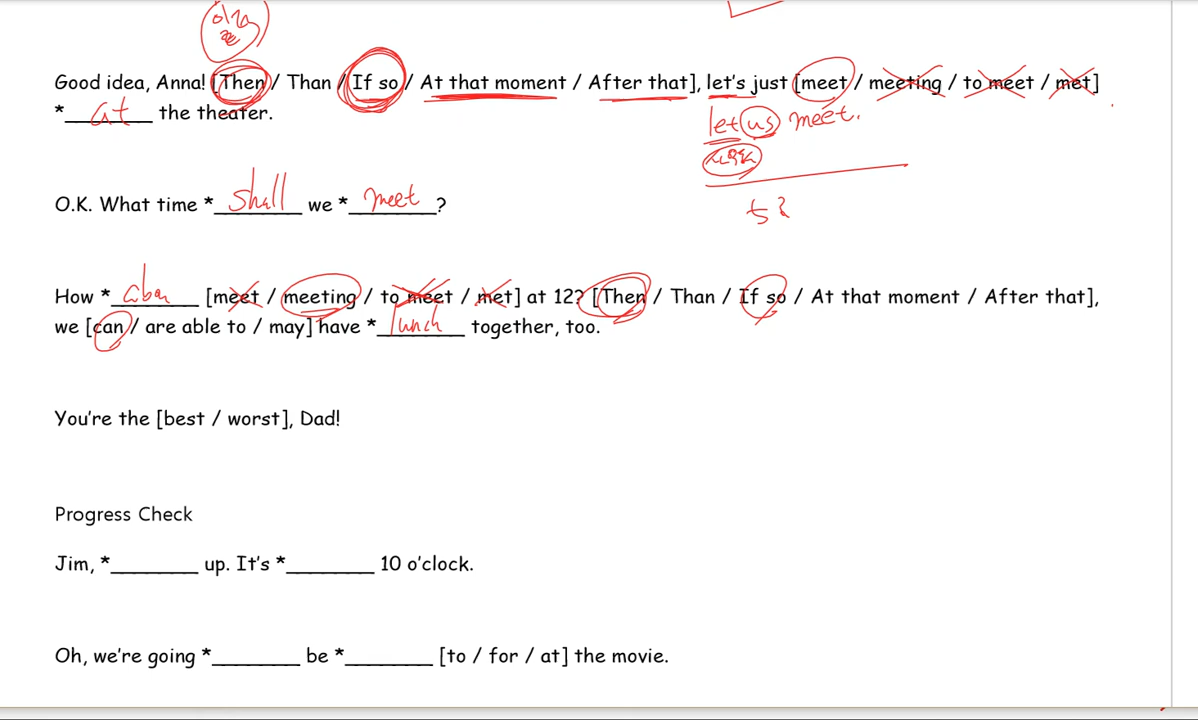 Good idea, Anna! [Then / Than / If so / At that moment / After that], let's just [meet / meeting / to meet / met]
* at the theater.
let us meet.
5형식
O.K. What time * shall we * meet?
How * abou [meet / meeting / to meet / met] at 12? [Then / Than / If so / At that moment / After that],
we [can / are able to / may] have * lunch together, too.
You're the [best / worst], Dad!
Progress Check
Jim, *________ up. It's *________ 10 o'clock.
Oh, we're going *________ be *________ [to / for / at] the movie.